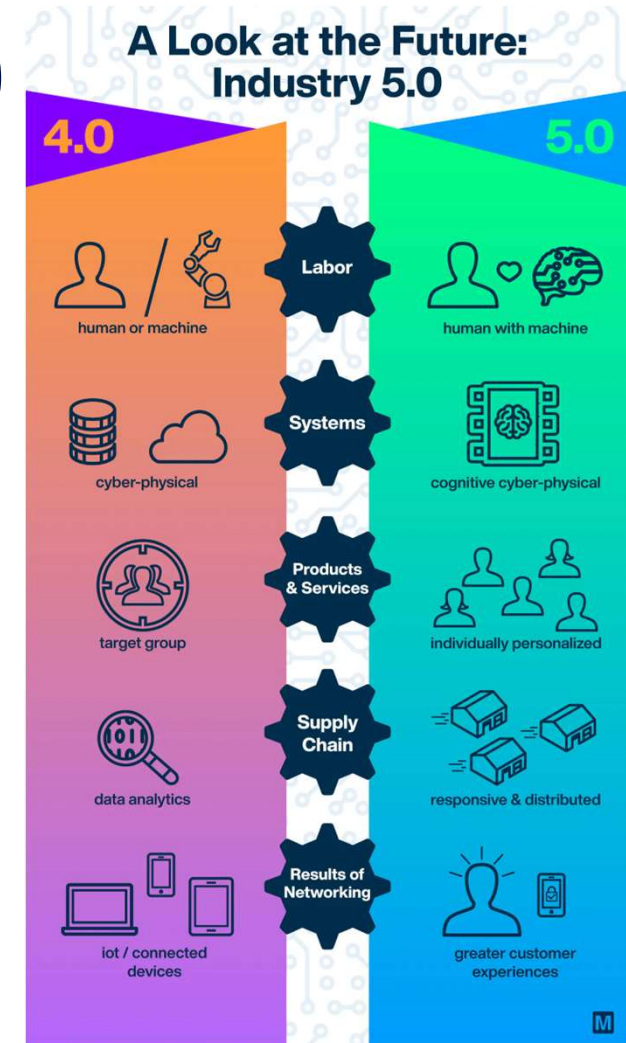 A Look at the Future:
Industry 5.0
4.0
5.0
Labor
human or machine
human with machine
Systems
cyber-physical
cognitive cyber-physical
Products
& Services
target group
individually personalized
1011
Supply
Chain
data analytics
responsive & distributed
Results of
Networking
iot / connected
devices
greater customer
experiences
M